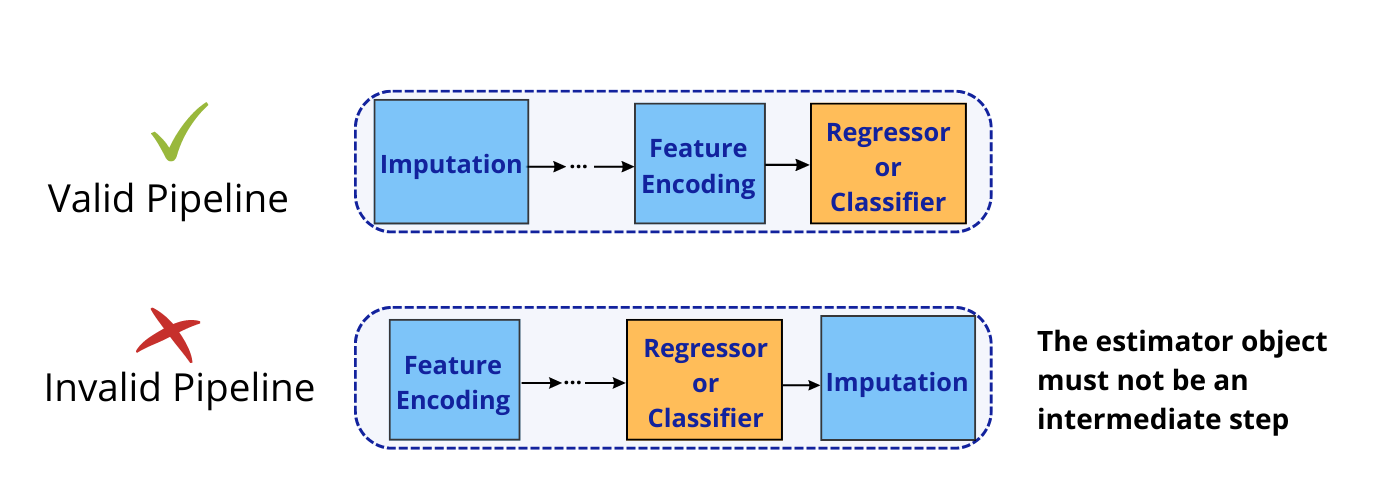 Valid Pipeline
Imputation
...
Feature
Encoding
Regressor
or
Classifier
Invalid Pipeline
Feature
Encoding
...
Regressor
or
Classifier
Imputation
The estimator object
must not be an
intermediate step